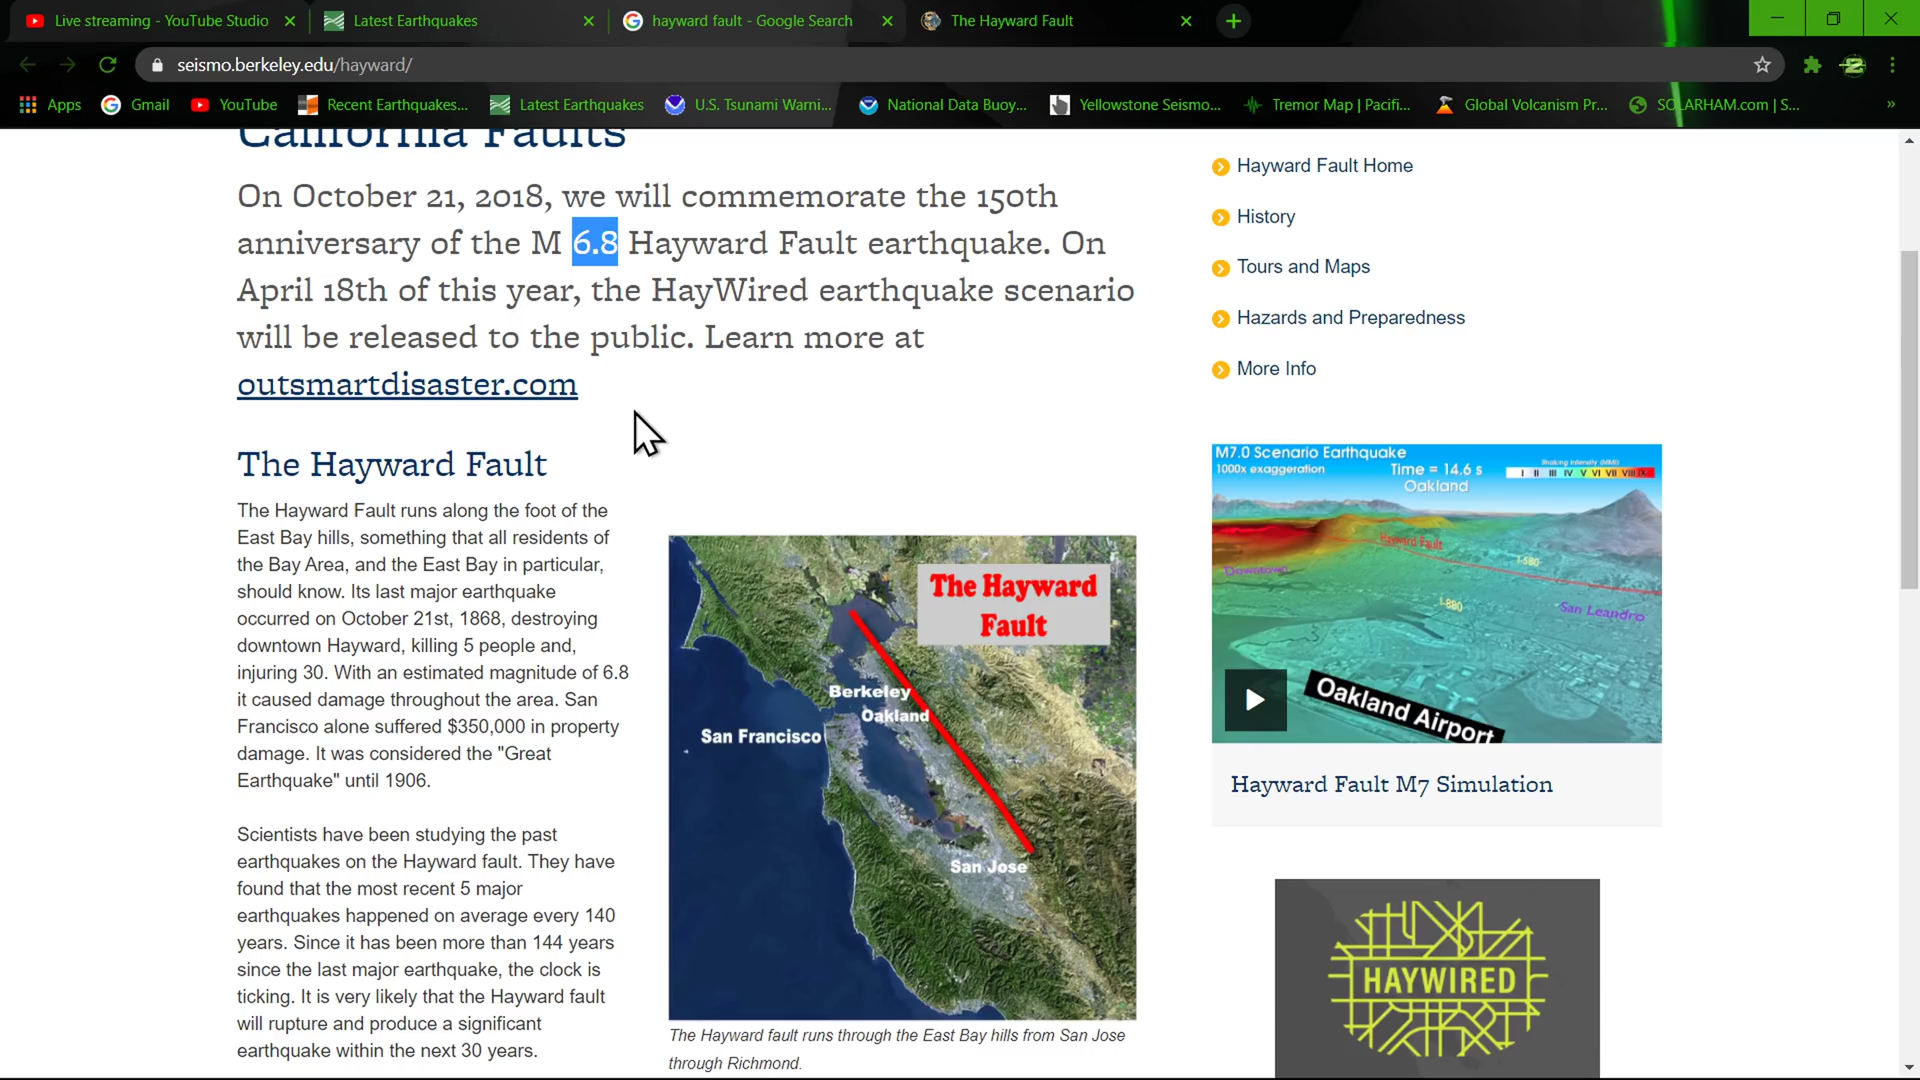 Live streaming - YouTube Studio
Latest Earthquakes
hayward fault - Google Search
The Hayward Fault
seismo.berkeley.edu/hayward/
Apps
Gmail
YouTube
Recent Earthquakes...
Latest Earthquakes
U.S. Tsunami Warni...
National Data Buoy...
Yellowstone Seismo...
Tremor Map | Pacifi...
Global Volcanism Pr...
SOLARHAM.com | S...
California Faults
On October 21, 2018, we will commemorate the 150th
anniversary of the M 6.8 Hayward Fault earthquake. On
April 18th of this year, the HayWired earthquake scenario
will be released to the public. Learn more at
outsmartdisaster.com
The Hayward Fault
The Hayward Fault runs along the foot of the
East Bay hills, something that all residents of
the Bay Area, and the East Bay in particular,
should know. Its last major earthquake
occurred on October 21st, 1868, destroying
downtown Hayward, killing 5 people and,
injuring 30. With an estimated magnitude of 6.8
it caused damage throughout the area. San
Francisco alone suffered $350,000 in property
damage. It was considered the "Great
Earthquake" until 1906.
Scientists have been studying the past
earthquakes on the Hayward fault. They have
found that the most recent 5 major
earthquakes happened on average every 140
years. Since it has been more than 144 years
since the last major earthquake, the clock is
ticking. It is very likely that the Hayward fault
will rupture and produce a significant
earthquake within the next 30 years.
The Hayward
Fault
Berkeley
Oakland
San Francisco
San Jose
The Hayward fault runs through the East Bay hills from San Jose
through Richmond.
Hayward Fault Home
History
Tours and Maps
Hazards and Preparedness
More Info
M7.0 Scenario Earthquake
1000x exaggeration
Time = 14.6 s
Oakland
Shaking Intensity (MMI)
I II III IV V VI VII VIII IX
Hayward Fault
I-580
Downtown
I-880
San Leandro
Oakland Airport
Hayward Fault M7 Simulation
HAYWIRED